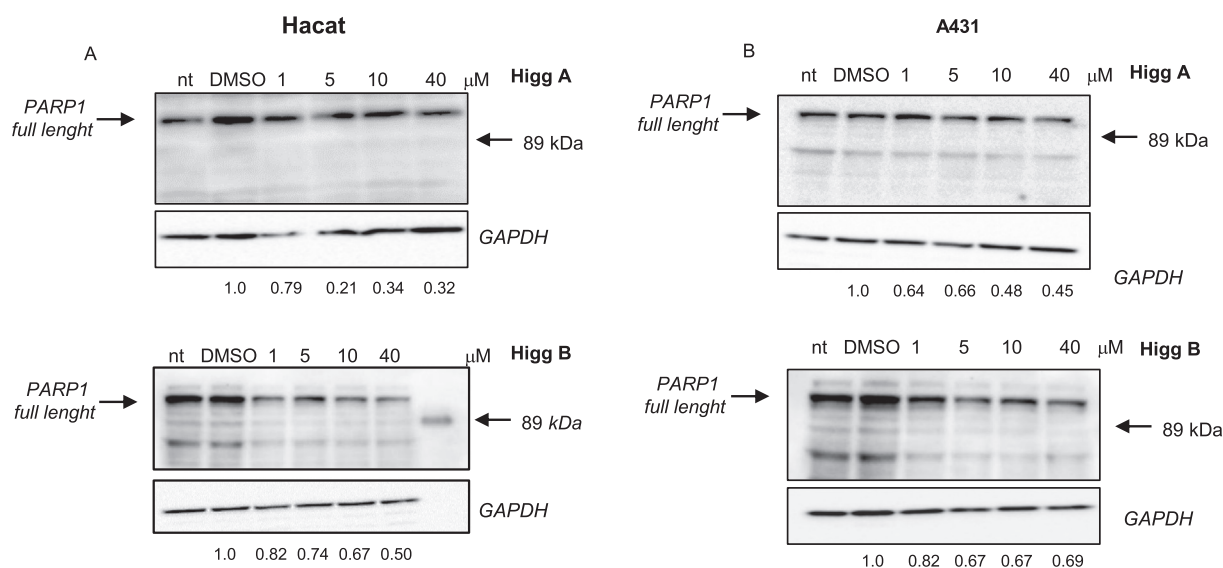 Hacat
A
nt DMSO 1 5 10 40 μM Higg A
PARP1
full lenght
89 kDa
GAPDH
1.0 0.79 0.21 0.34 0.32
nt DMSO 1 5 10 40 μM Higg B
PARP1
full lenght
89 kDa
GAPDH
1.0 0.82 0.74 0.67 0.50
A431
B
nt DMSO 1 5 10 40 μM Higg A
PARP1
full lenght
89 kDa
GAPDH
1.0 0.64 0.66 0.48 0.45
nt DMSO 1 5 10 40 μM Higg B
PARP1
full lenght
89 kDa
GAPDH
1.0 0.82 0.67 0.67 0.69